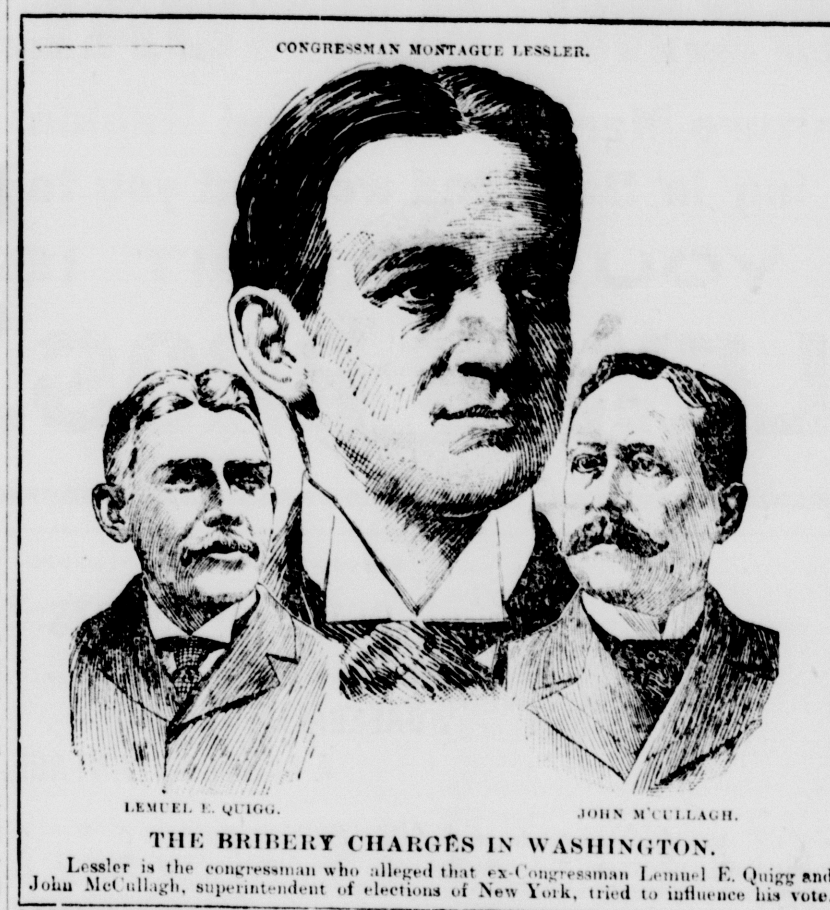 CONGRESSMAN MONTAGUE LESSLER.
LEMUEL E. QUIGG.
JOHN M'CULLAGH.
THE BRIBERY CHARGES IN WASHINGTON.
Lessler is the congressman who alleged that ex-Congressman Lemuel E. Quigg and
John McCullagh, superintendent of elections of New York, tried to influence his vote